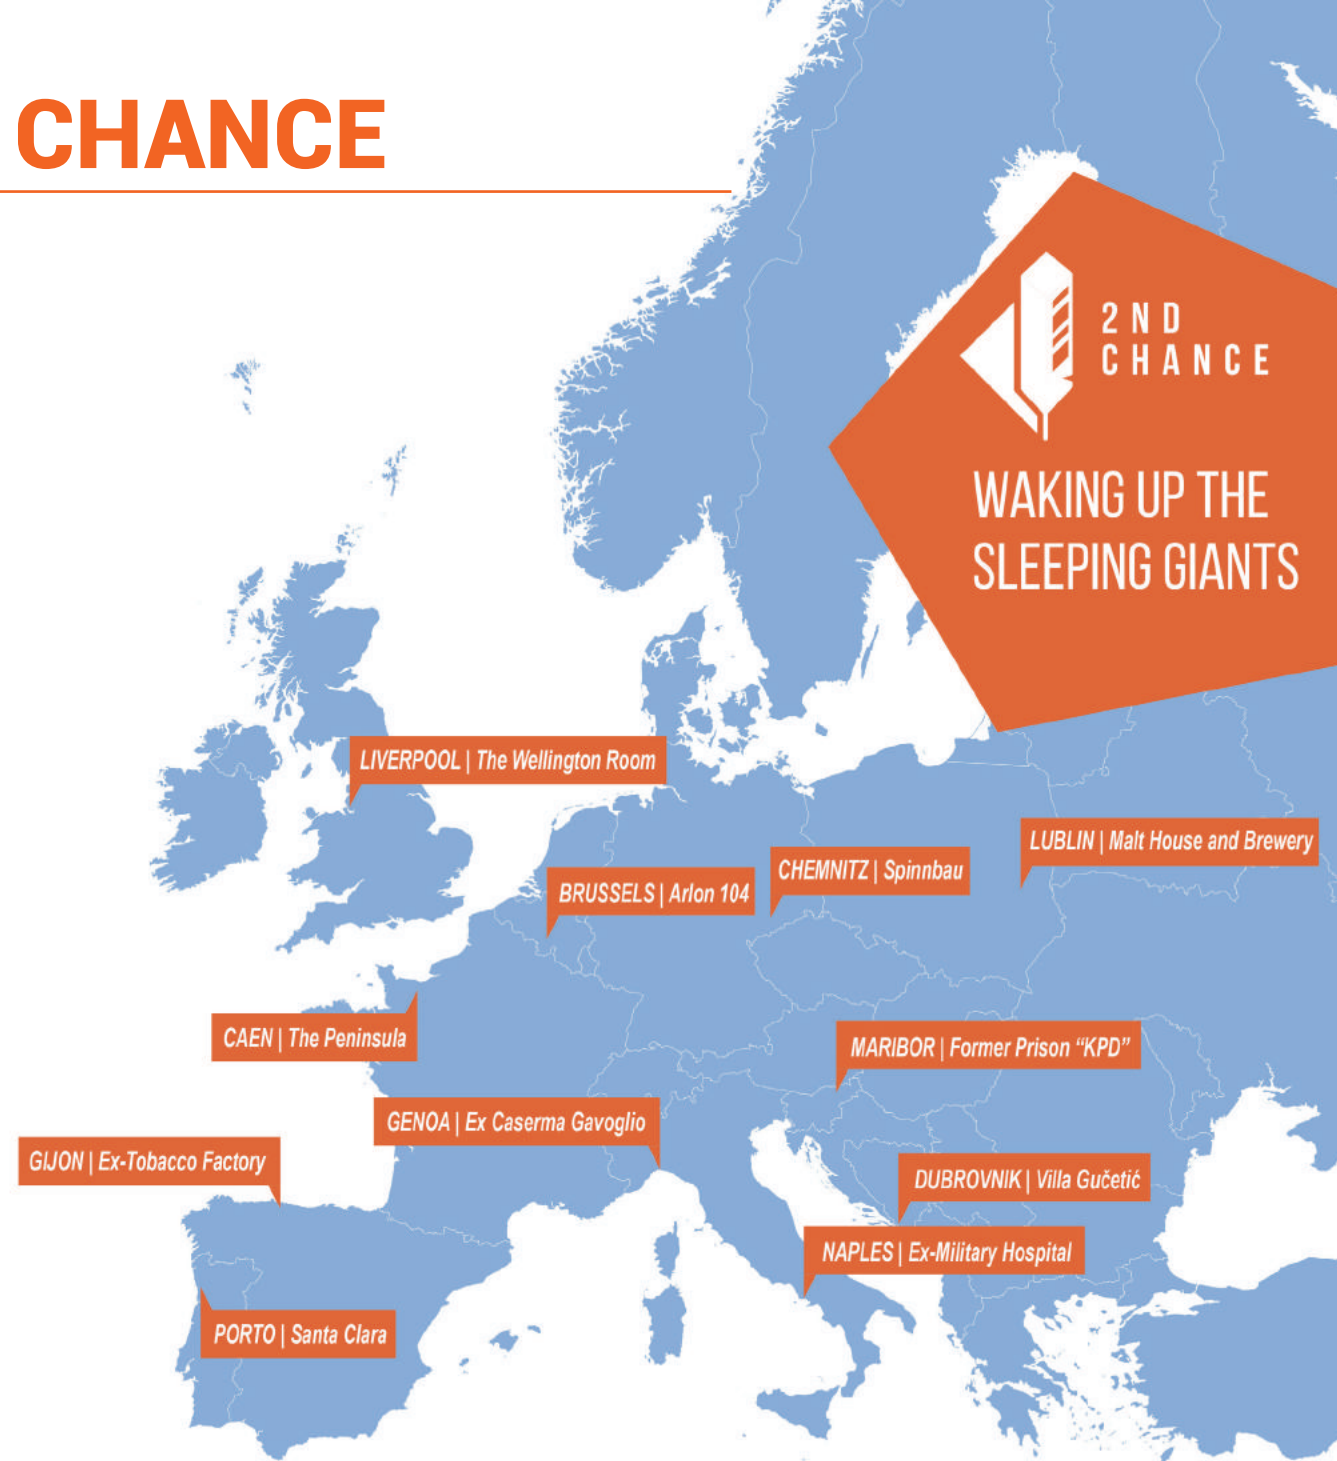 CHANCE
2ND
CHANCE
WAKING UP THE
SLEEPING GIANTS
LIVERPOOL | The Wellington Room
LUBLIN | Malt House and Brewery
CHEMNITZ | Spinnbau
BRUSSELS | Arlon 104
CAEN | The Peninsula
MARIBOR | Former Prison “KPD”
GENOA | Ex Caserma Gavoglio
GIJON | Ex-Tobacco Factory
DUBROVNIK | Villa Gučetić
NAPLES | Ex-Military Hospital
PORTO | Santa Clara